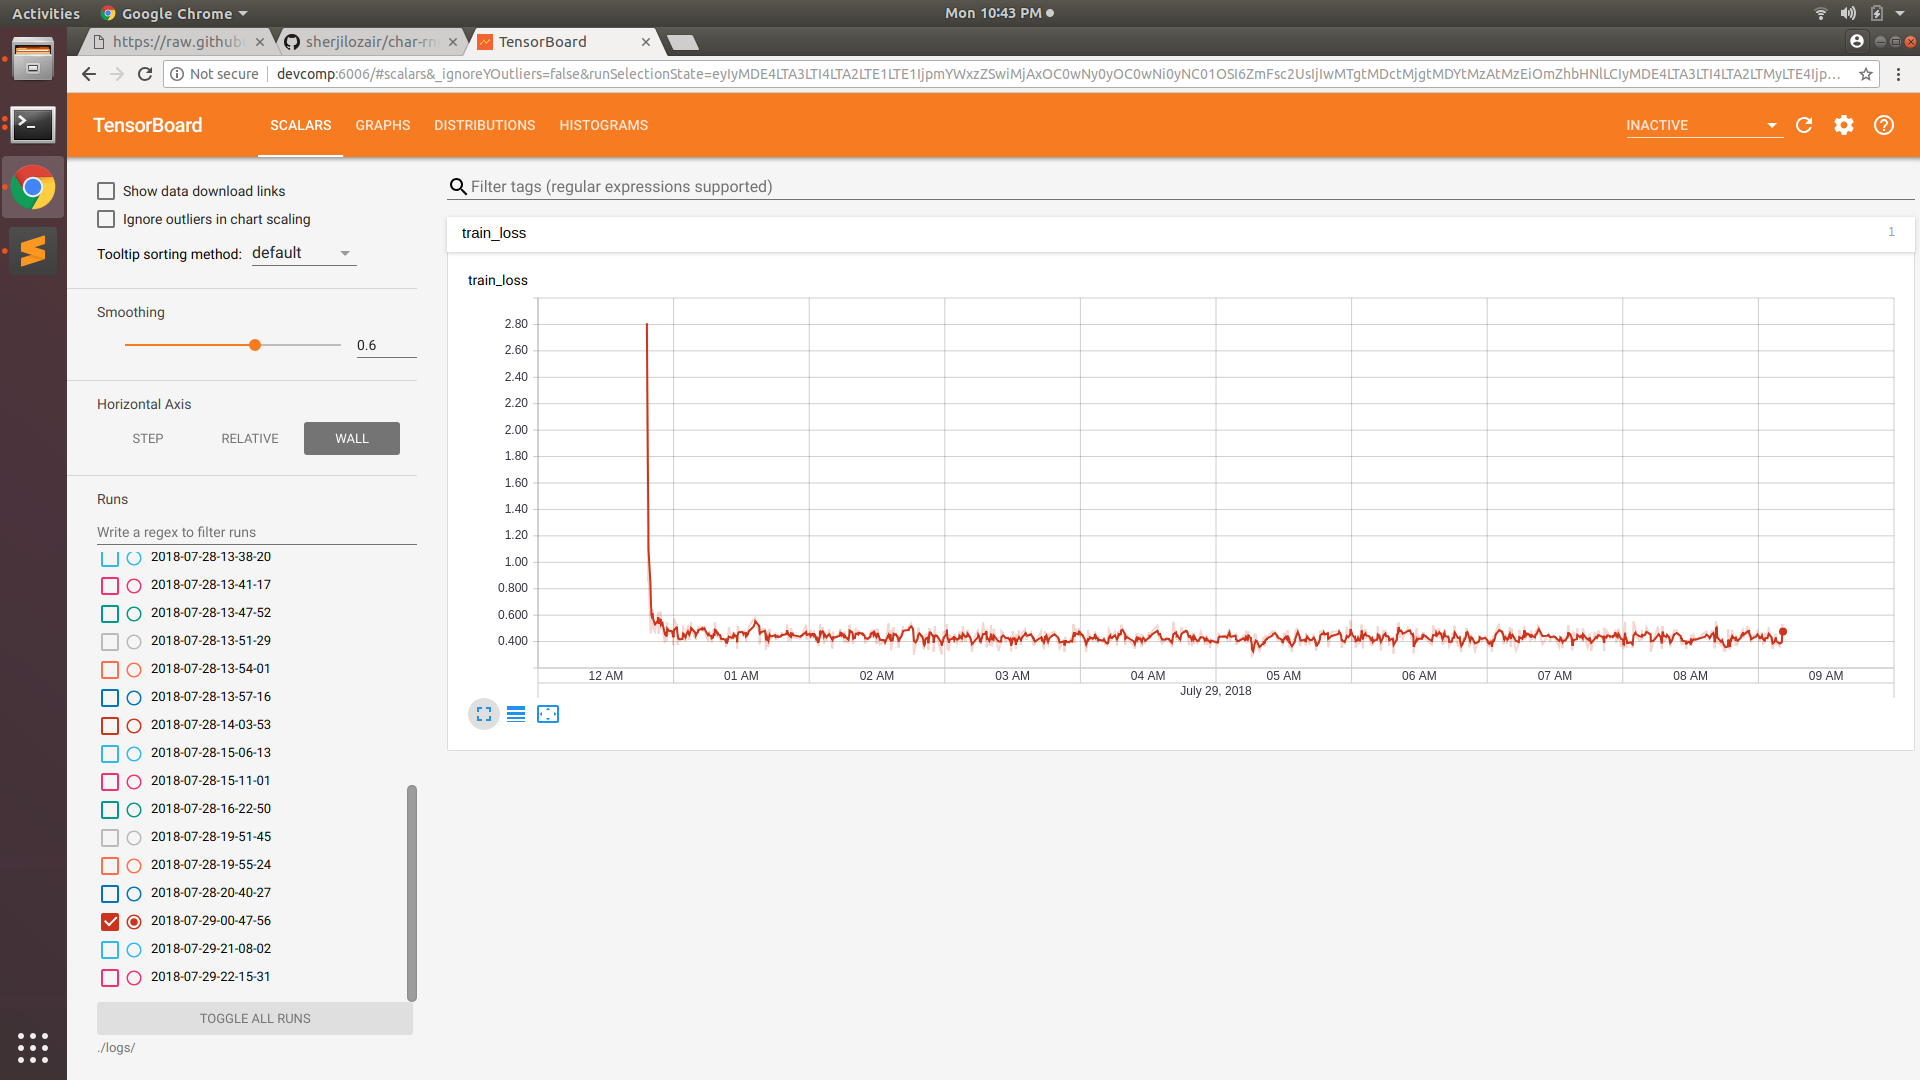 Activities
Google Chrome
Mon 10:43 PM
https://raw.github
sherjilozair/char-rn
TensorBoard
Not secure
devcomp:6006/#scalars&_ignoreYOutliers=false&runSelectionState=
TensorBoard
SCALARS
GRAPHS
DISTRIBUTIONS
HISTOGRAMS
INACTIVE
Show data download links
Ignore outliers in chart scaling
Tooltip sorting method: default
Smoothing
0.6
Horizontal Axis
STEP
RELATIVE
WALL
Runs
Write a regex to filter runs
2018-07-28-13-38-20
2018-07-28-13-41-17
2018-07-28-13-47-52
2018-07-28-13-51-29
2018-07-28-13-54-01
2018-07-28-13-57-16
2018-07-28-14-03-53
2018-07-28-15-06-13
2018-07-28-15-11-01
2018-07-28-16-22-50
2018-07-28-19-51-45
2018-07-28-19-55-24
2018-07-28-20-40-27
2018-07-29-00-47-56
2018-07-29-21-08-02
2018-07-29-22-15-31
TOGGLE ALL RUNS
./logs/
Filter tags (regular expressions supported)
train_loss
1
train_loss
2.80
2.60
2.40
2.20
2.00
1.80
1.60
1.40
1.20
1.00
0.800
0.600
0.400
12 AM
01 AM
02 AM
03 AM
04 AM
05 AM
06 AM
07 AM
08 AM
09 AM
July 29, 2018